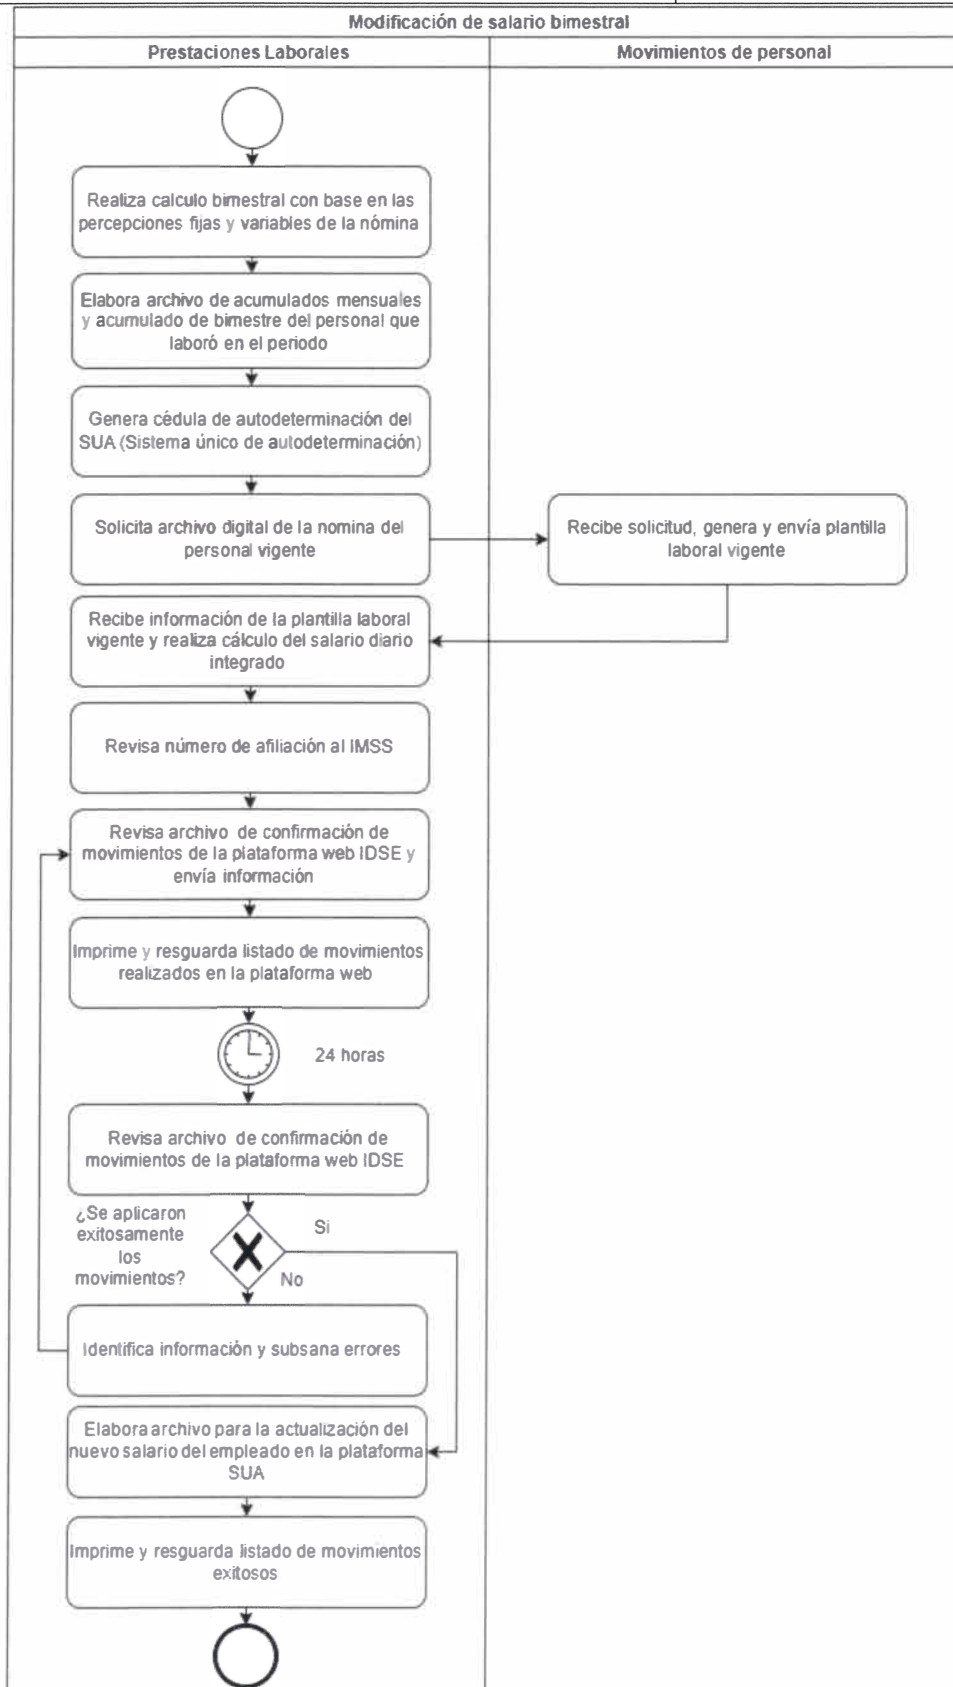 Modificación de salario bimestral
Prestaciones Laborales
Movimientos de personal
Realiza calculo bimestral con base en las
percepciones fijas y variables de la nómina
Elabora archivo de acumulados mensuales
y acumulado de bimestre del personal que
laboró en el periodo
Genera cédula de autodeterminación del
SUA (Sistema único de autodeterminación)
Solicita archivo digital de la nomina del
personal vigente
Recibe solicitud, genera y envía plantilla
laboral vigente
Recibe información de la plantilla laboral
vigente y realiza cálculo del salario diario
integrado
Revisa número de afiliación al IMSS
Revisa archivo de confirmación de
movimientos de la plataforma web IDSE y
envía información
Imprime y resguarda listado de movimientos
realizados en la plataforma web
24 horas
Revisa archivo de confirmación de
movimientos de la plataforma web IDSE
¿Se aplicaron
exitosamente
los
movimientos?
Si
No
Identifica información y subsana errores
Elabora archivo para la actualización del
nuevo salario del empleado en la plataforma
SUA
Imprime y resguarda listado de movimientos
exitosos